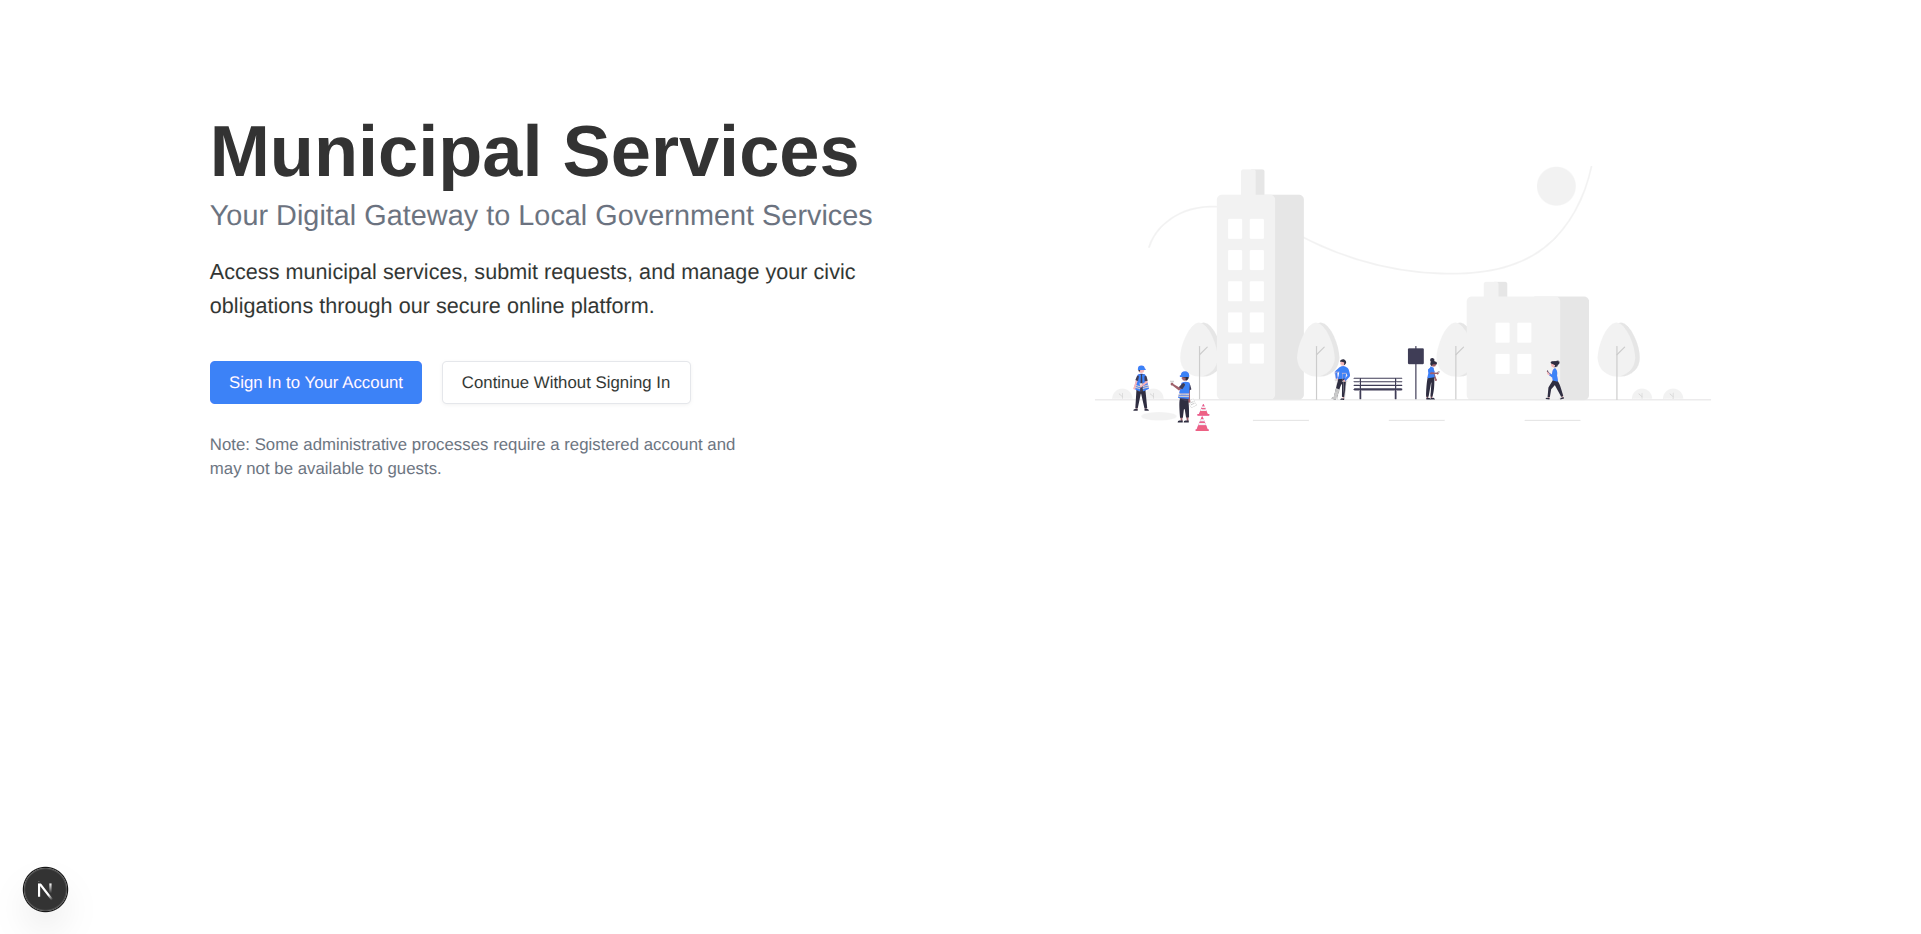 Municipal Services
Your Digital Gateway to Local Government Services
Access municipal services, submit requests, and manage your civic
obligations through our secure online platform.
Sign In to Your Account
Continue Without Signing In
Note: Some administrative processes require a registered account and
may not be available to guests.
N